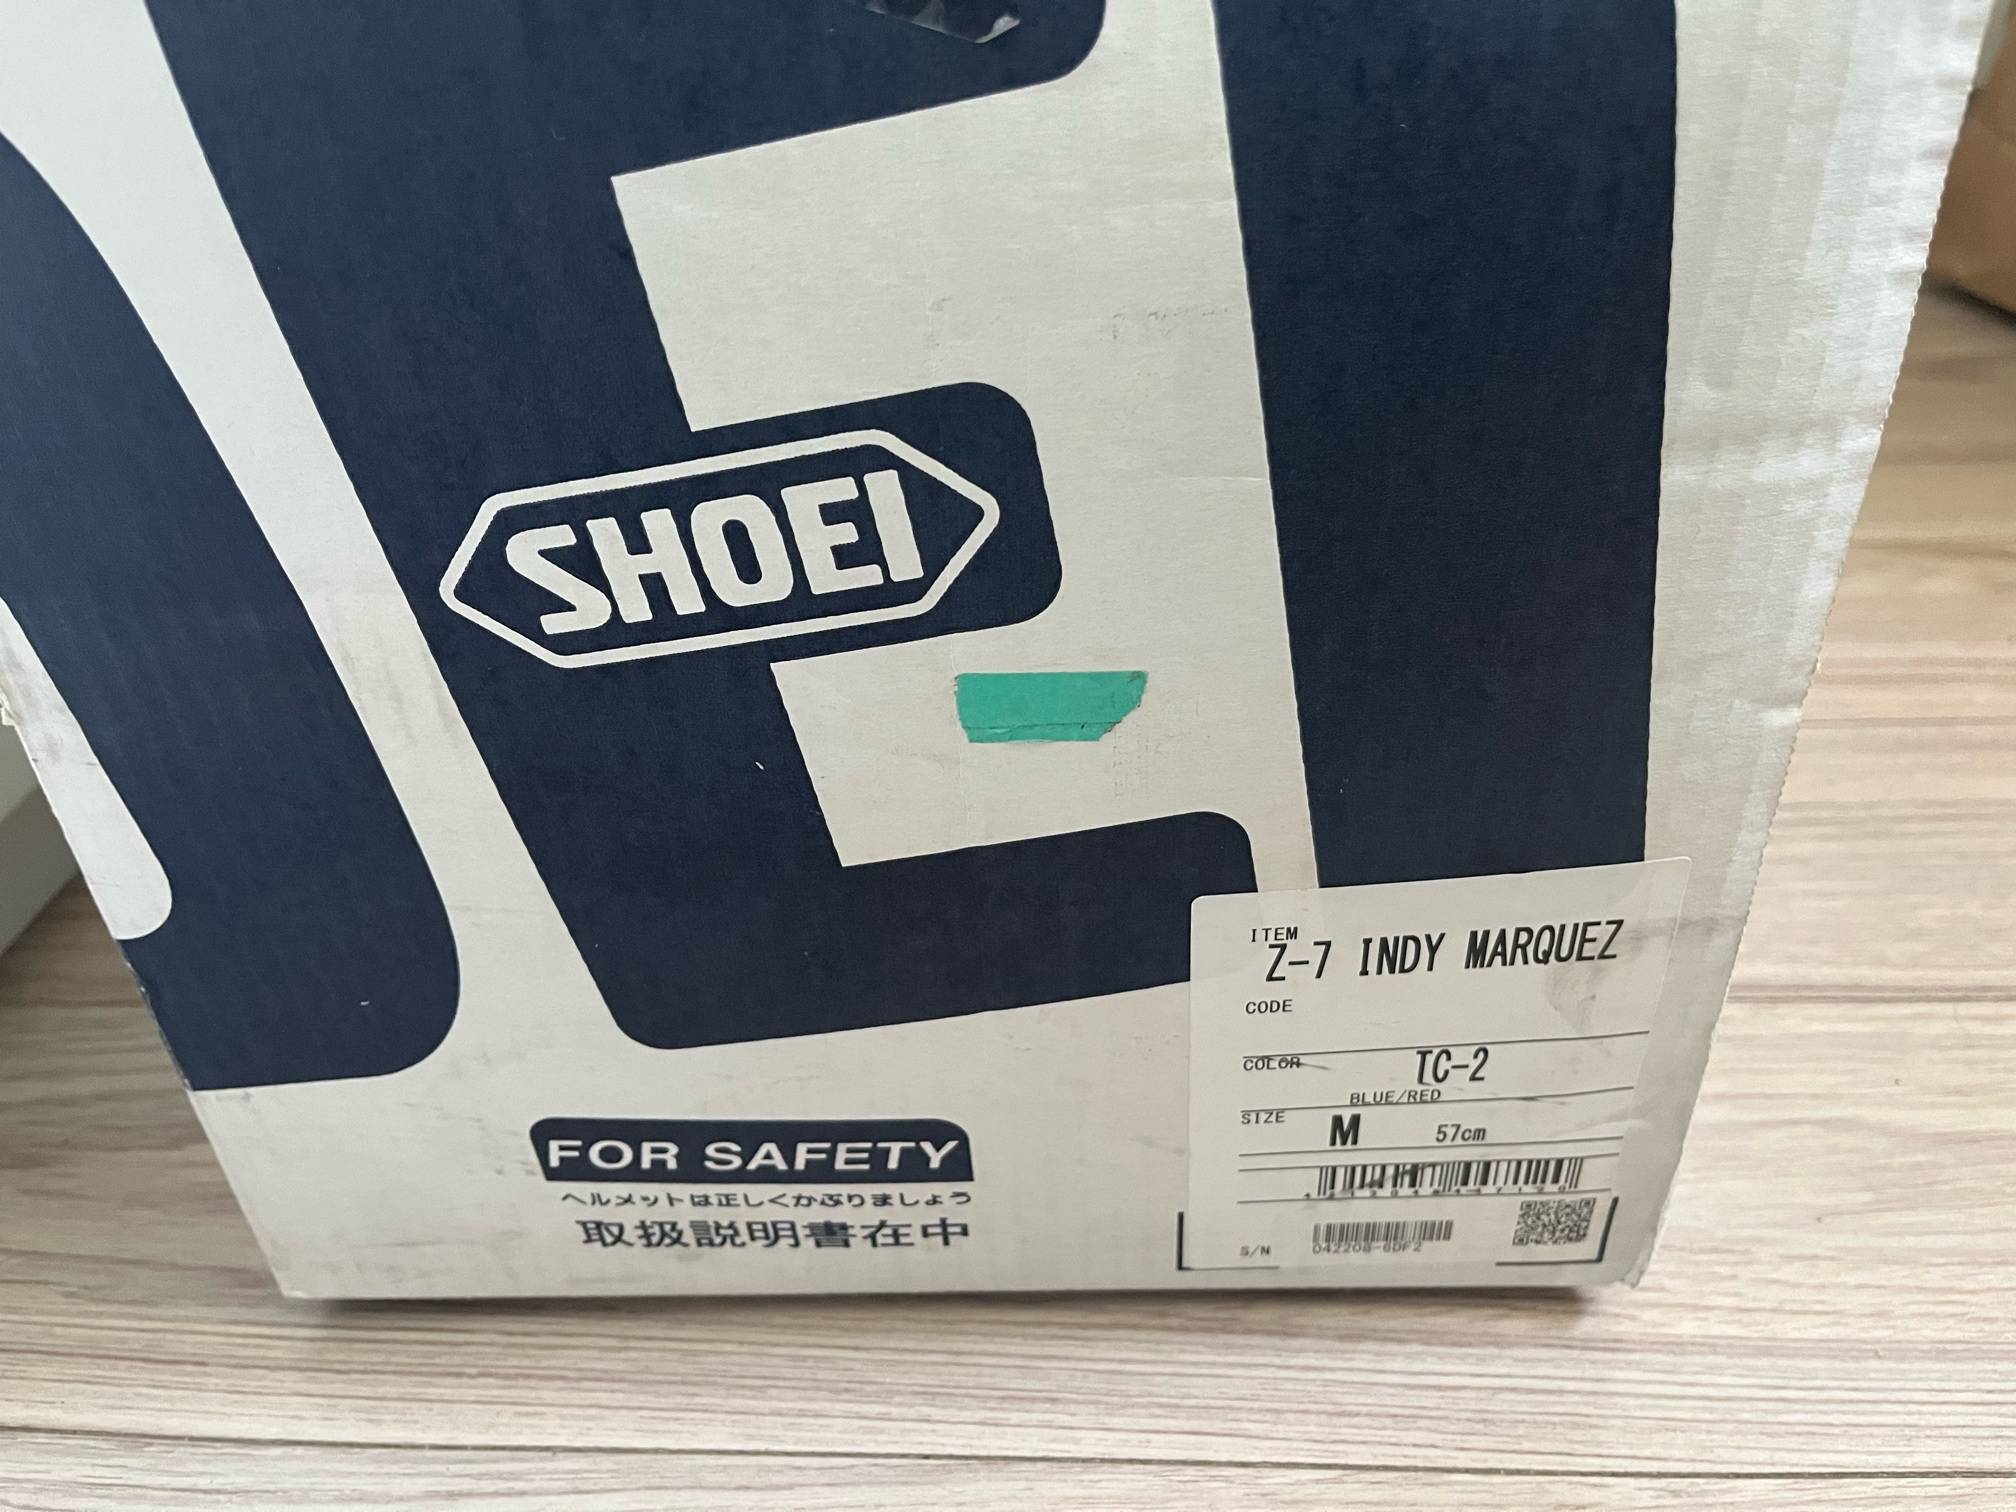 SHOEI
FOR SAFETY
ヘルメットは正しくかぶりましょう
取扱説明書在中
ITEM
Z-7 INDY MARQUEZ
CODE
COLOR TC-2
BLUE/RED
SIZE M 57cm
S/N